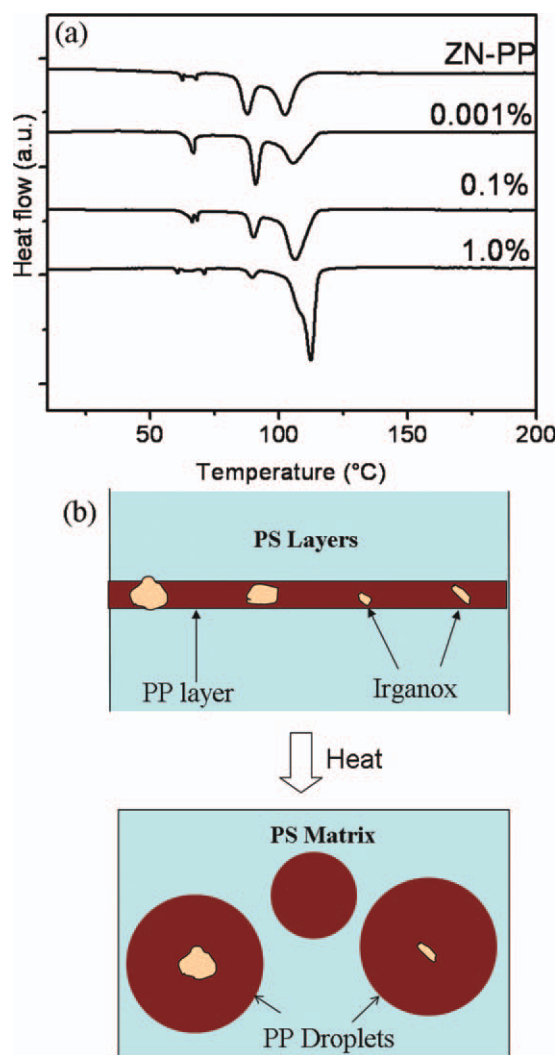 (a)
ZN-PP
0.001%
0.1%
1.0%
Heat flow (a.u.)
50
100
150
200
Temperature (°C)
(b)
PS Layers
PP layer
Irganox
Heat
PS Matrix
PP Droplets